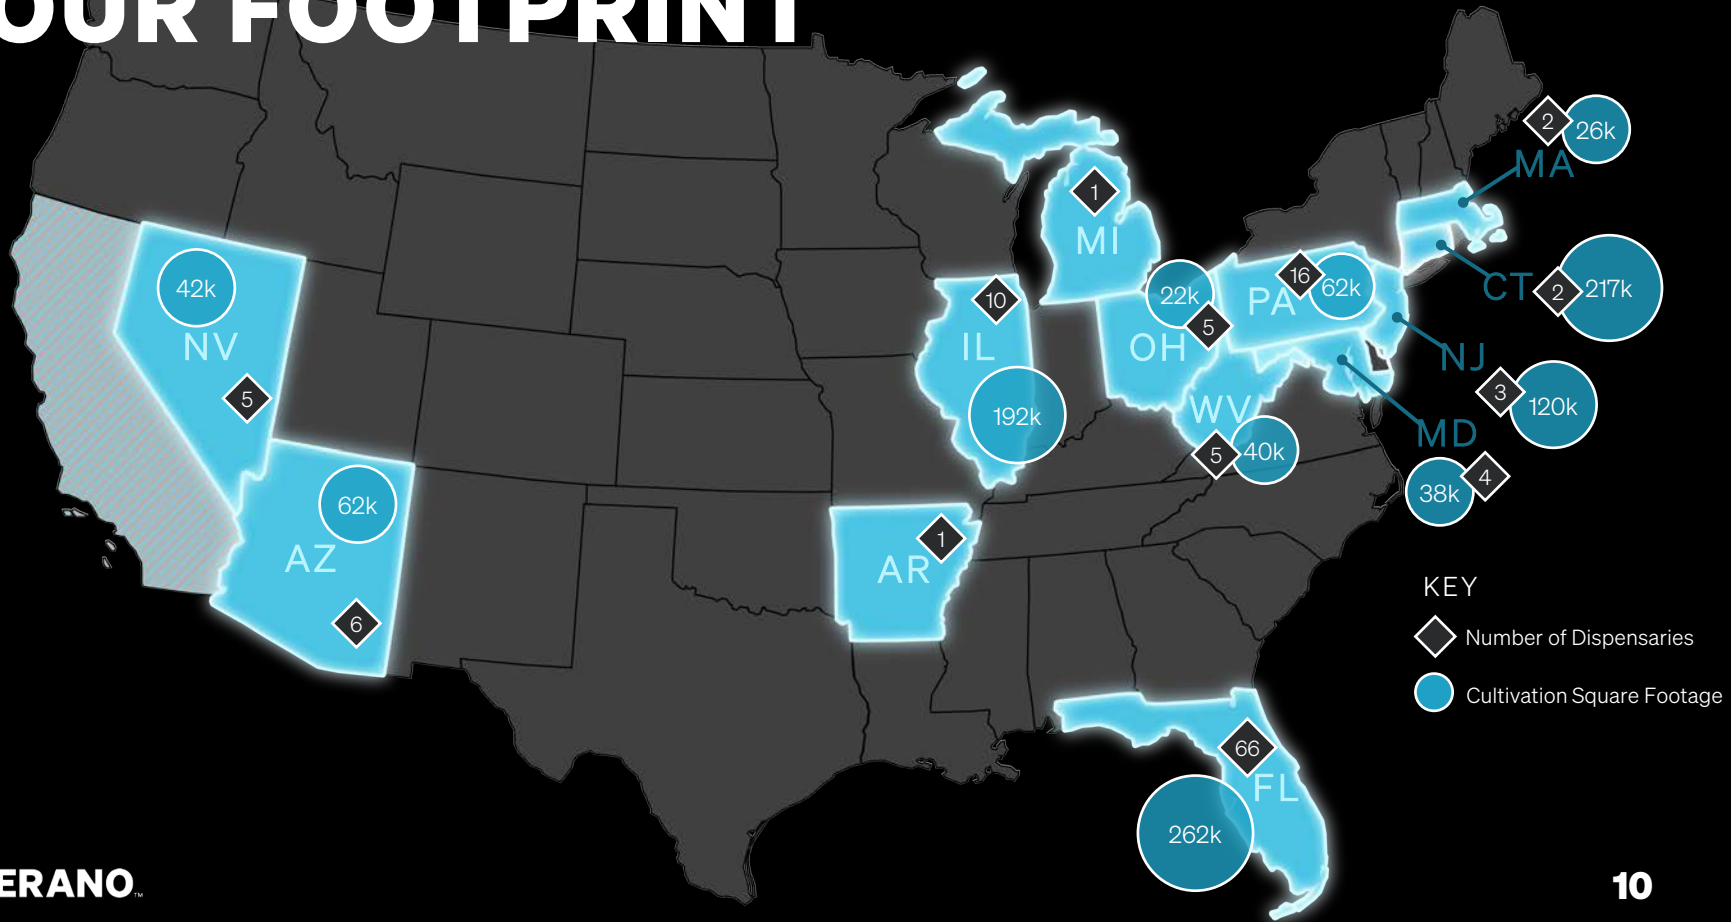 OUR FOOTPRINT
2
26k
MA
1
MI
42k
NV
5
10
IL
192k
22k
OH
5
16
62k
PA
CT
2
217k
NJ
3
120k
WV
5
40k
MD
38k
4
62k
AZ
6
1
AR
KEY
Number of Dispensaries
Cultivation Square Footage
66
FL
262k
ERANO™
10